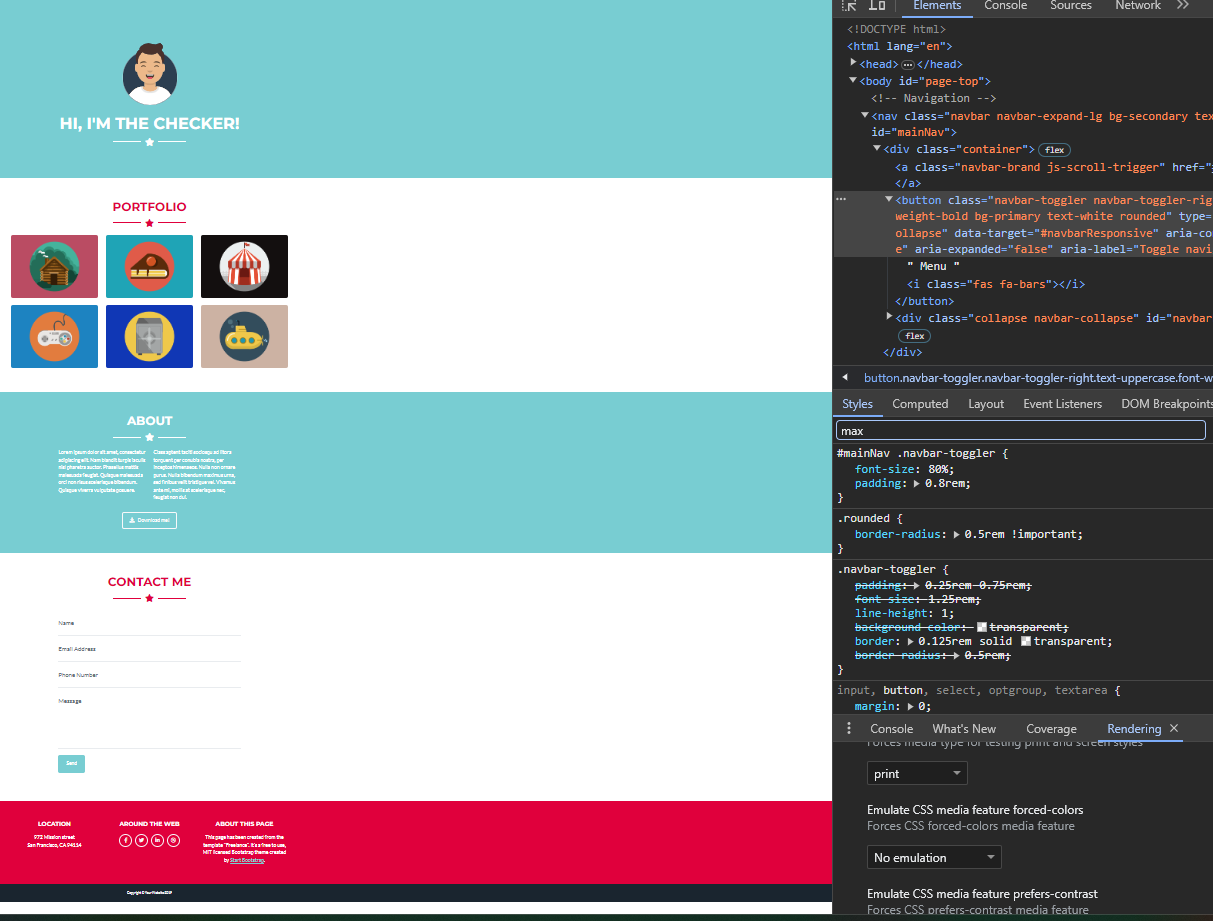 HI, I'M THE CHECKER!
PORTFOLIO
ABOUT
Lorem ipsum dolor sit amet, consectetur
adipiscing elit. Nam blandit turpis iaculis
nisl pharetra auctor. Phasellus mattis
malesuada feugiat. Quisque malesuada
orci nec risus scelerisque bibendum.
Quisque viverra vulputate posuere.
Class aptent taciti sociosqu ad litora
torquent per conubia nostra, per
inceptos himenaeos. Nulla non ornare
purus. Nulla bibendum maximus urna,
sed finibus velit tristique vel. Vivamus
ante mi, mollis at scelerisque nec,
feugiat non dui.
Download me!
CONTACT ME
Name
Email Address
Phone Number
Message
Send
LOCATION
972 Mission street
San Francisco, CA 94114
AROUND THE WEB
ABOUT THIS PAGE
This page has been created from the
template "Freelance". It's a free to use,
MIT licensed Bootstrap theme created
by Start Bootstrap.
Copyright © Your Website 2019
Elements Console Sources Network
<!DOCTYPE html>
<html lang="en">
<head> </head>
<body id="page-top">
<!-- Navigation -->
<nav class="navbar navbar-expand-lg bg-secondary tex
id="mainNav">
<div class="container"> flex
<a class="navbar-brand js-scroll-trigger" href="
</a>
<button class="navbar-toggler navbar-toggler-rig
weight-bold bg-primary text-white rounded" type=
ollapse" data-target="#navbarResponsive" aria-co
e" aria-expanded="false" aria-label="Toggle navi
" Menu "
<i class="fas fa-bars"></i>
</button>
<div class="collapse navbar-collapse" id="navbar
flex
</div>
button.navbar-toggler.navbar-toggler-right.text-uppercase.font-w
Styles Computed Layout Event Listeners DOM Breakpoints
max
#mainNav .navbar-toggler {
font-size: 80%;
padding: 0.8rem;
}
.rounded {
border-radius: 0.5rem !important;
}
.navbar-toggler {
padding: 0.25rem 0.75rem;
font-size: 1.25rem;
line-height: 1;
background-color: transparent;
border: 0.125rem solid transparent;
border-radius: 0.5rem;
}
input, button, select, optgroup, textarea {
margin: 0;
Console What's New Coverage Rendering
Forces media type for testing print and screen styles
print
Emulate CSS media feature forced-colors
Forces CSS forced-colors media feature
No emulation
Emulate CSS media feature prefers-contrast
Forces CSS prefers-contrast media feature